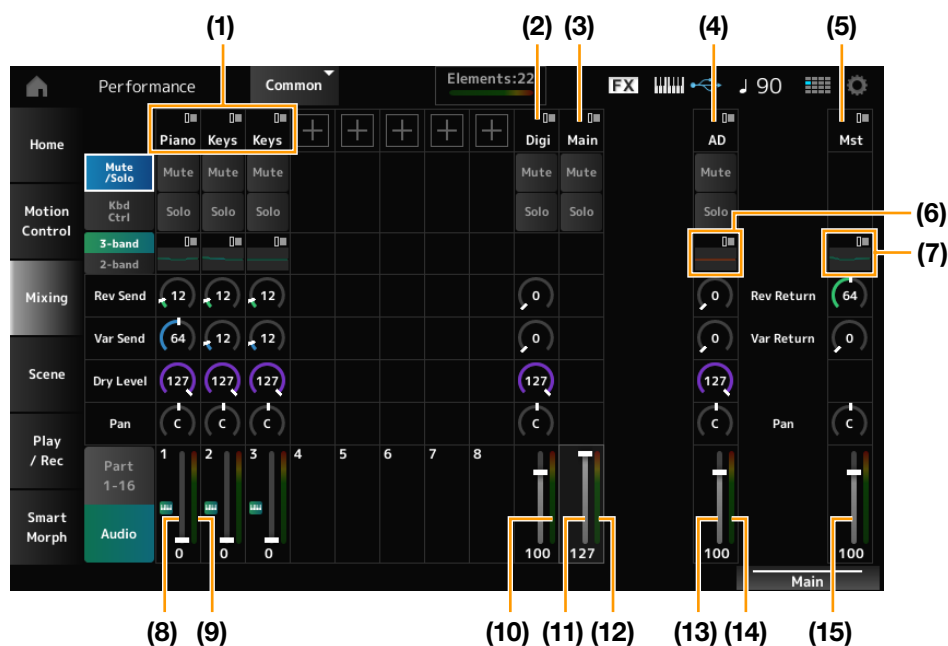 (1) (2) (3) (4) (5)
Performance Common Elements:22 FX 90
Home Piano Keys Keys Digi Main AD Mst
Mute /Solo Mute Mute Mute Mute Mute Mute
Motion Control Kbd Ctrl Solo Solo Solo Solo Solo Solo (6)
3-band (7)
2-band
Mixing Rev Send 12 12 12 0 0 Rev Return 64
Var Send 64 12 12 0 0 Var Return 0
Scene Dry Level 127 127 127 127 127
Pan C C C C C Pan C
Play / Rec Part 1-16 1 2 3 4 5 6 7 8
Smart Morph Audio 0 0 0 100 127 100 100
Main
(8) (9) (10) (11) (12) (13) (14) (15)